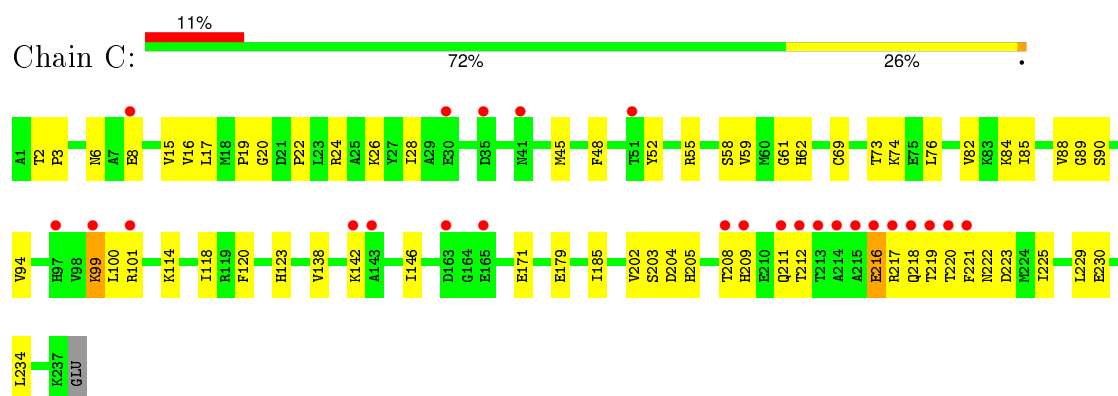 11%
Chain C:
72% 26% •
A1 T2 P3 N6 A7 E8 V15 V16 L17 M18 P19 G20 D21 P22 L23 R24 A25 K26 Y27 I28 A29 E30 D35 N41 M45 F48 T51 Y52 R55 S58 V59 M60 G61 H62 C69 T73 K74 E75 L76 V82 K83 K84 I85 V88 G89 S90
V94 H97 V98 K99 L100 R101 K114 I118 R119 F120 H123 V138 K142 A143 I146 D163 G164 E165 E171 E179 I185 V202 S203 D204 H205 T208 H209 E210 Q211 T212 T213 A214 A215 E216 R217 Q218 T219 T220 F221 N222 D223 M224 I225 L229 E230
L234 K237 GLU